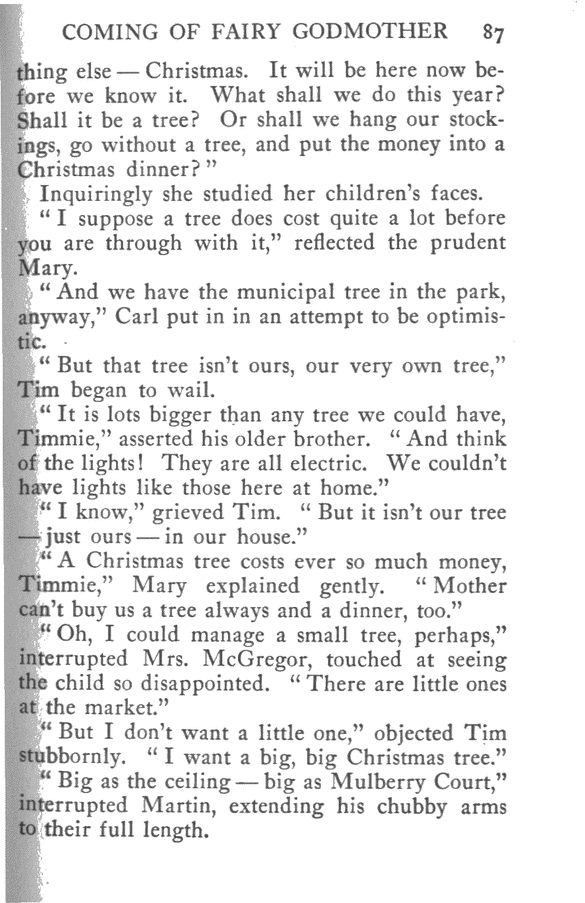 COMING OF FAIRY GODMOTHER 87
thing else — Christmas. It will be here now be-
fore we know it. What shall we do this year?
Shall it be a tree? Or shall we hang our stock-
ings, go without a tree, and put the money into a
Christmas dinner?"
Inquiringly she studied her children's faces.
"I suppose a tree does cost quite a lot before
you are through with it," reflected the prudent
Mary.
"And we have the municipal tree in the park,
anyway," Carl put in in an attempt to be optimis-
tic.
"But that tree isn't ours, our very own tree,"
Tim began to wail.
"It is lots bigger than any tree we could have,
Timmie," asserted his older brother. "And think
of the lights! They are all electric. We couldn't
have lights like those here at home."
"I know," grieved Tim. "But it isn't our tree
— just ours — in our house."
"A Christmas tree costs ever so much money,
Timmie," Mary explained gently. "Mother
can't buy us a tree always and a dinner, too."
"Oh, I could manage a small tree, perhaps,"
interrupted Mrs. McGregor, touched at seeing
the child so disappointed. "There are little ones
at the market."
"But I don't want a little one," objected Tim
stubbornly. "I want a big, big Christmas tree."
"Big as the ceiling — big as Mulberry Court,"
interrupted Martin, extending his chubby arms
to their full length.